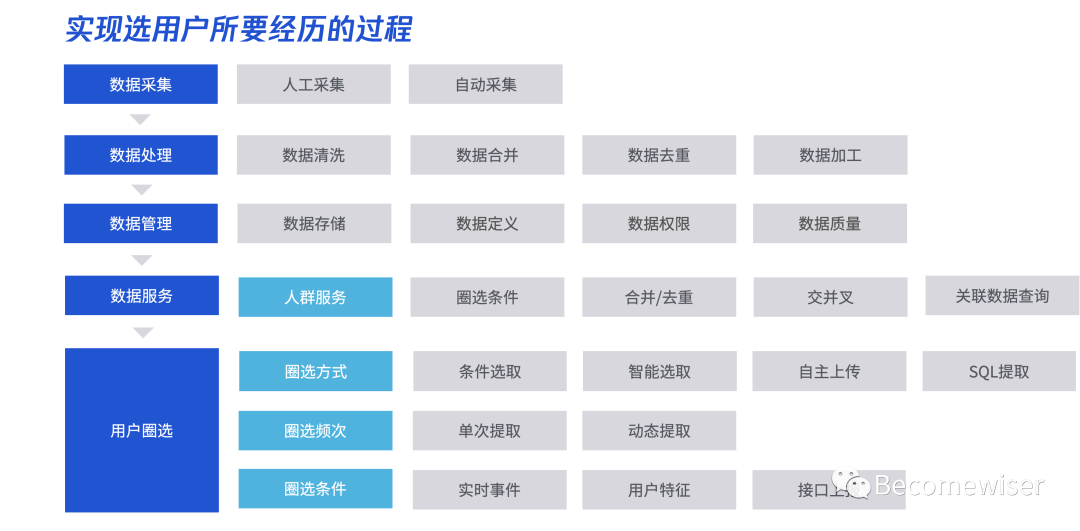 实现选用户所要经历的过程
数据采集 人工采集 自动采集
数据处理 数据清洗 数据合并 数据去重 数据加工
数据管理 数据存储 数据定义 数据权限 数据质量
数据服务 人群服务 圈选条件 合并/去重 交并叉 关联数据查询
圈选方式 条件选取 智能选取 自主上传 SQL提取
用户圈选 圈选频次 单次提取 动态提取
圈选条件 实时事件 用户特征 接口上
Becomewiser